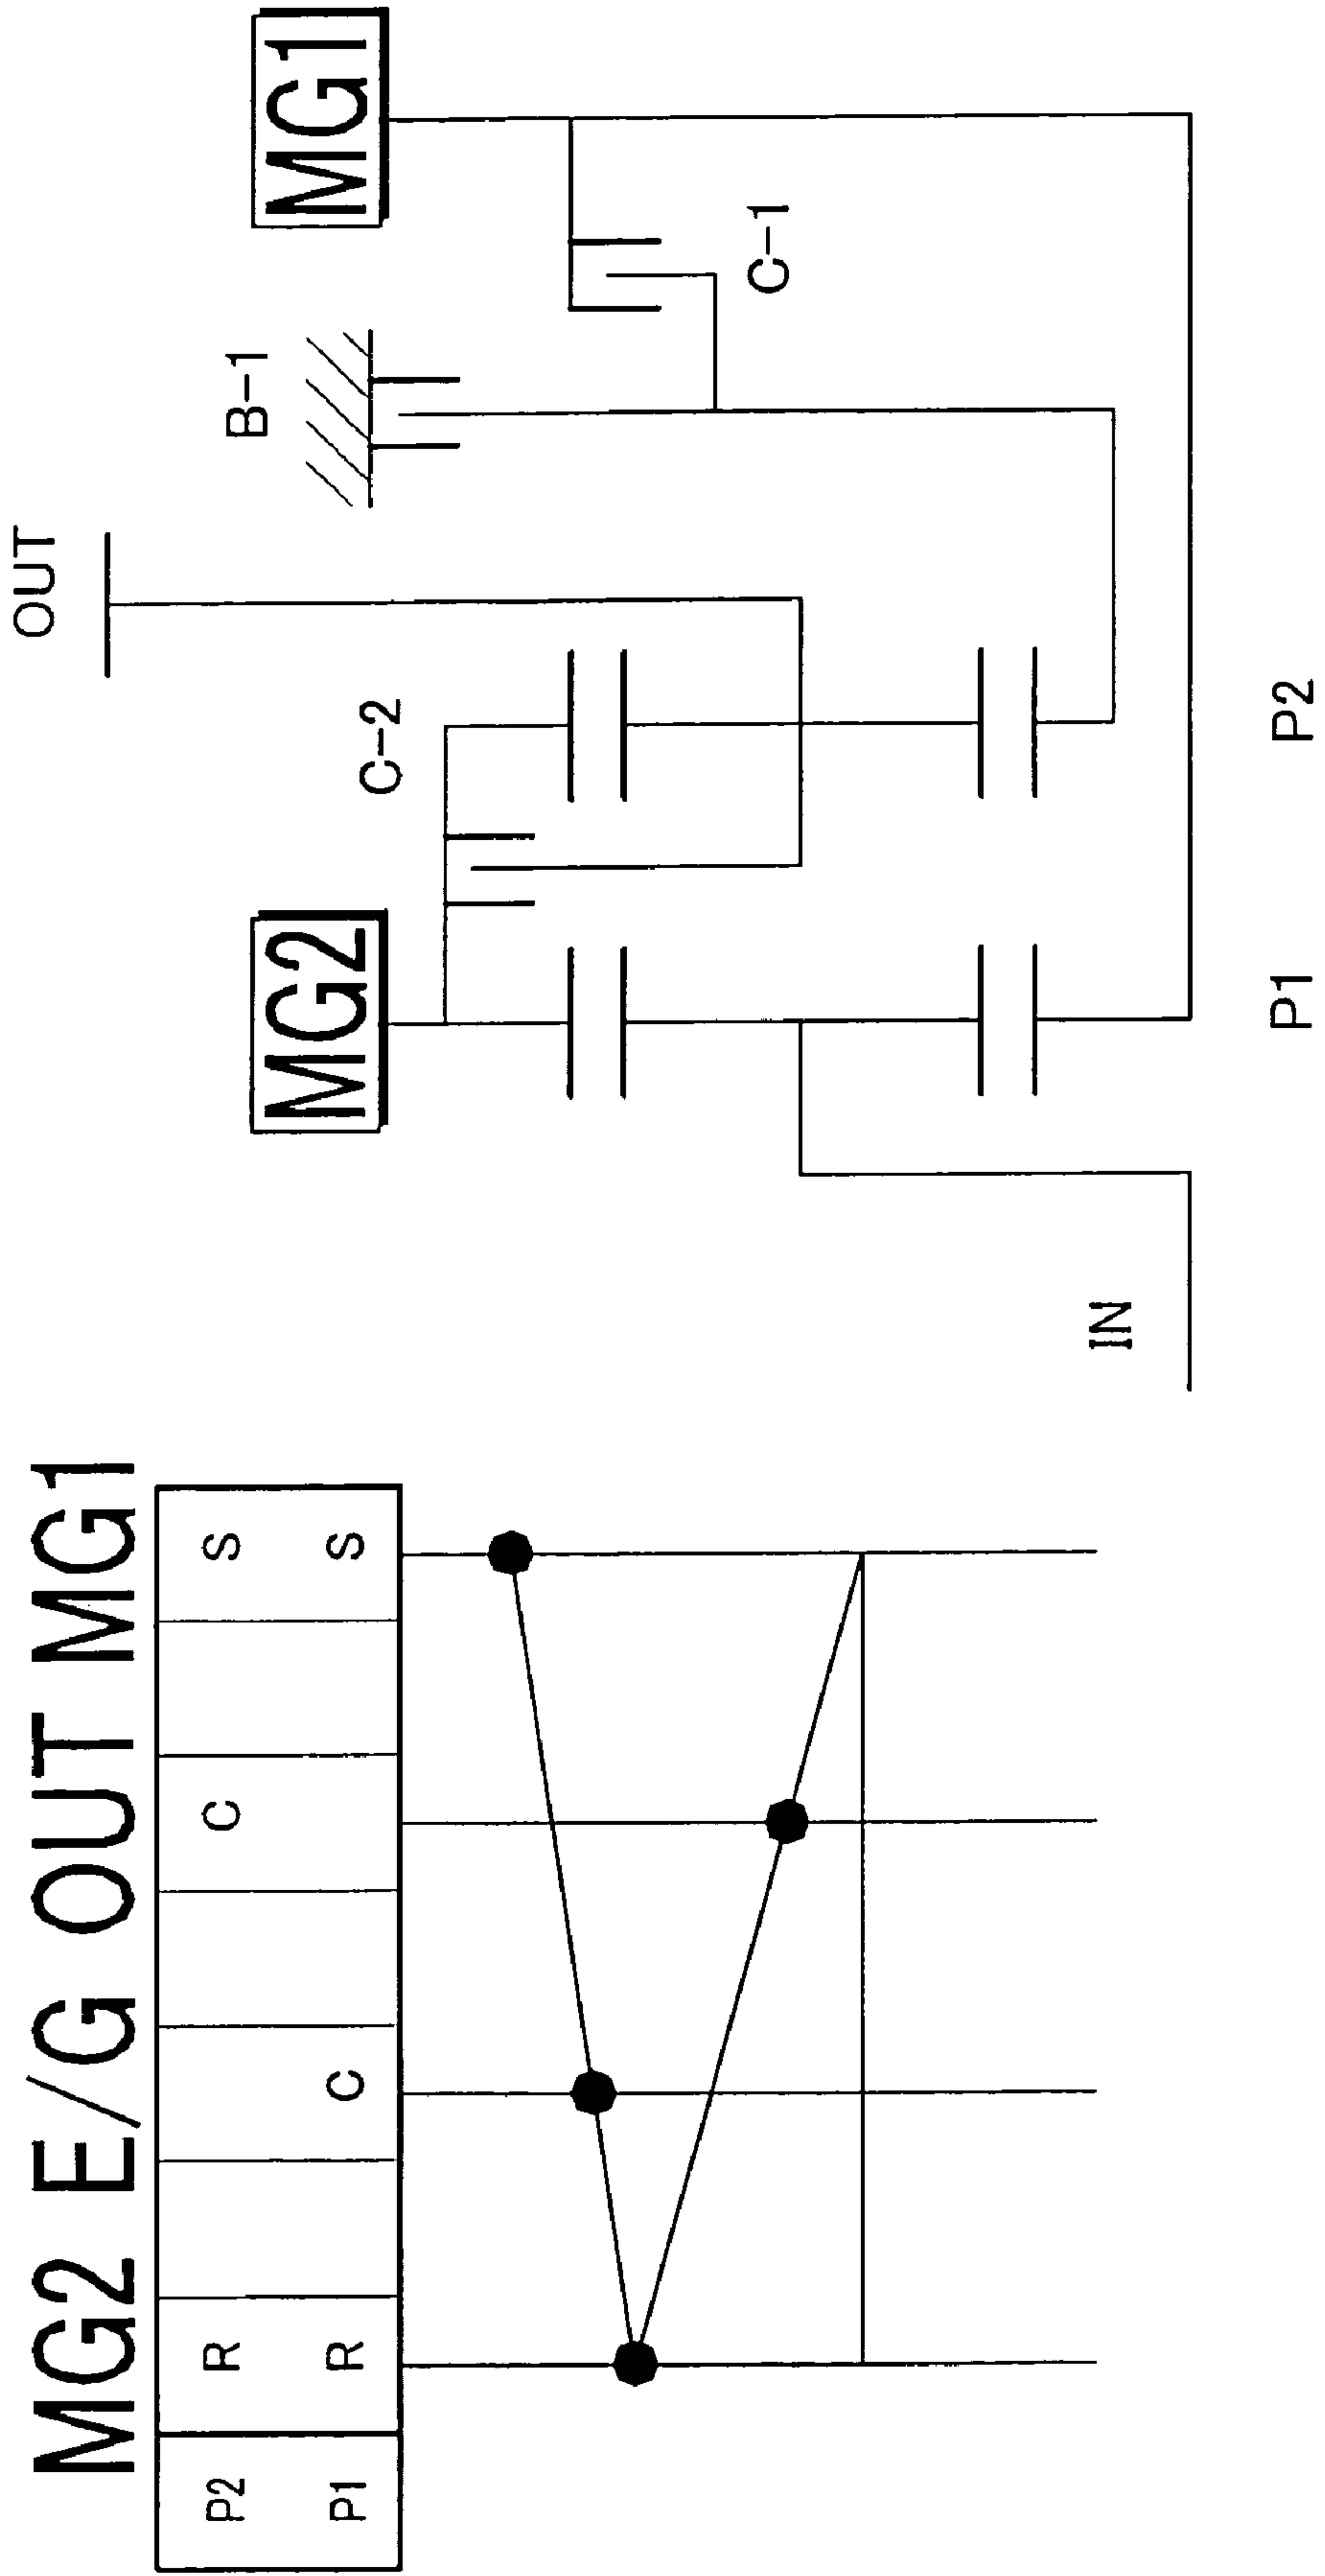 MG2 E/G OUT MG1
P2 R C S
P1 R C S
OUT
MG2
C-2
B-1
MG1
C-1
IN
P1
P2